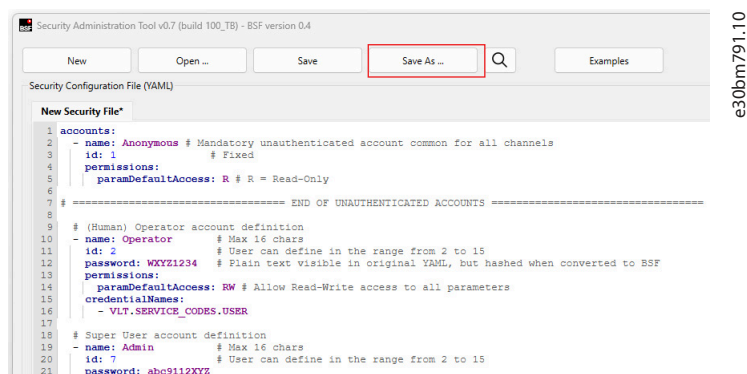 BSF Security Administration Tool v0.7 (build 100_TB) - BSF version 0.4
New Open ... Save Save As ... Examples
Security Configuration File (YAML)
New Security File*
1 accounts:
2 - name: Anonymous # Mandatory unauthenticated account common for all channels
3 id: 1 # Fixed
4 permissions:
5 paramDefaultAccess: R # R = Read-Only
6
7 # ================================== END OF UNAUTHENTICATED ACCOUNTS ==================================
8
9 # (Human) Operator account definition
10 - name: Operator # Max 16 chars
11 id: 2 # User can define in the range from 2 to 15
12 password: WXYZ1234 # Plain text visible in original YAML, but hashed when converted to BSF
13 permissions:
14 paramDefaultAccess: RW # Allow Read-Write access to all parameters
15 credentialNames:
16 - VLT.SERVICE_CODES.USER
17
18 # Super User account definition
19 - name: Admin # Max 16 chars
20 id: 7 # User can define in the range from 2 to 15
21 password: abc9112XYZ
e30bm791.10